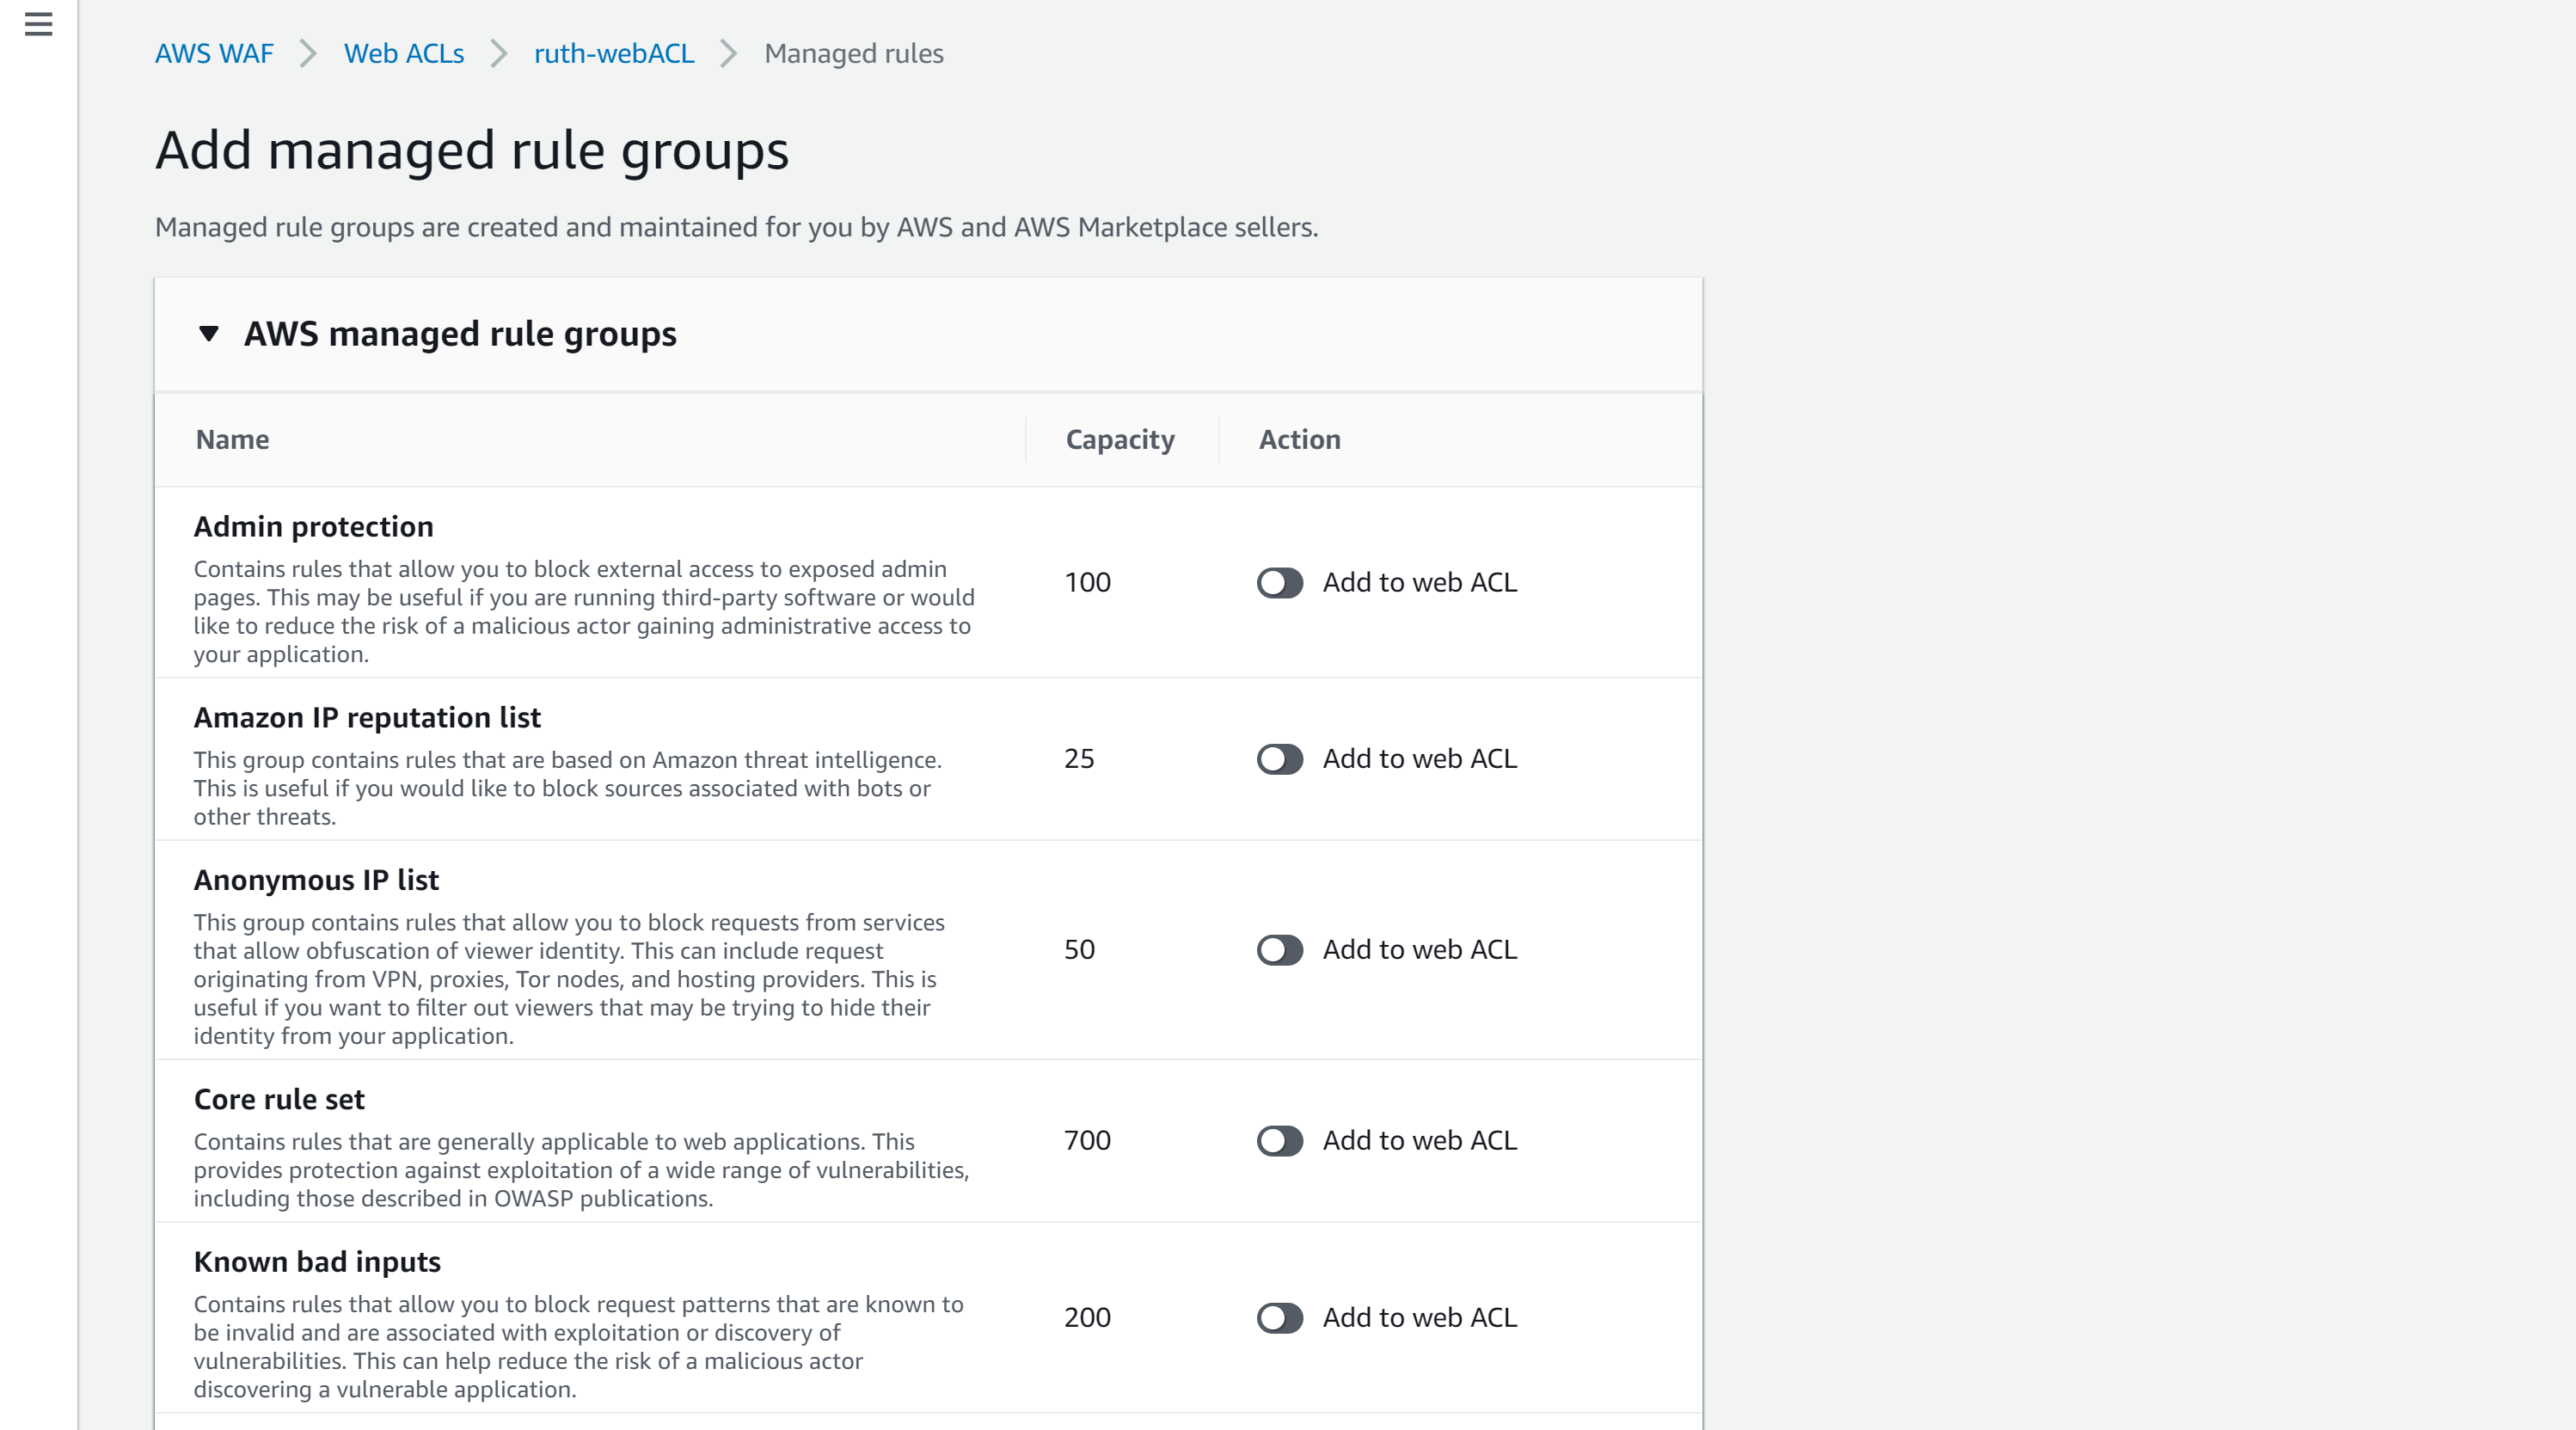 AWS WAF > Web ACLs > ruth-webACL > Managed rules
Add managed rule groups
Managed rule groups are created and maintained for you by AWS and AWS Marketplace sellers.
AWS managed rule groups
Name Capacity Action
Admin protection
Contains rules that allow you to block external access to exposed admin
pages. This may be useful if you are running third-party software or would
like to reduce the risk of a malicious actor gaining administrative access to
your application.
100 Add to web ACL
Amazon IP reputation list
This group contains rules that are based on Amazon threat intelligence.
This is useful if you would like to block sources associated with bots or
other threats.
25 Add to web ACL
Anonymous IP list
This group contains rules that allow you to block requests from services
that allow obfuscation of viewer identity. This can include request
originating from VPN, proxies, Tor nodes, and hosting providers. This is
useful if you want to filter out viewers that may be trying to hide their
identity from your application.
50 Add to web ACL
Core rule set
Contains rules that are generally applicable to web applications. This
provides protection against exploitation of a wide range of vulnerabilities,
including those described in OWASP publications.
700 Add to web ACL
Known bad inputs
Contains rules that allow you to block request patterns that are known to
be invalid and are associated with exploitation or discovery of
vulnerabilities. This can help reduce the risk of a malicious actor
discovering a vulnerable application.
200 Add to web ACL